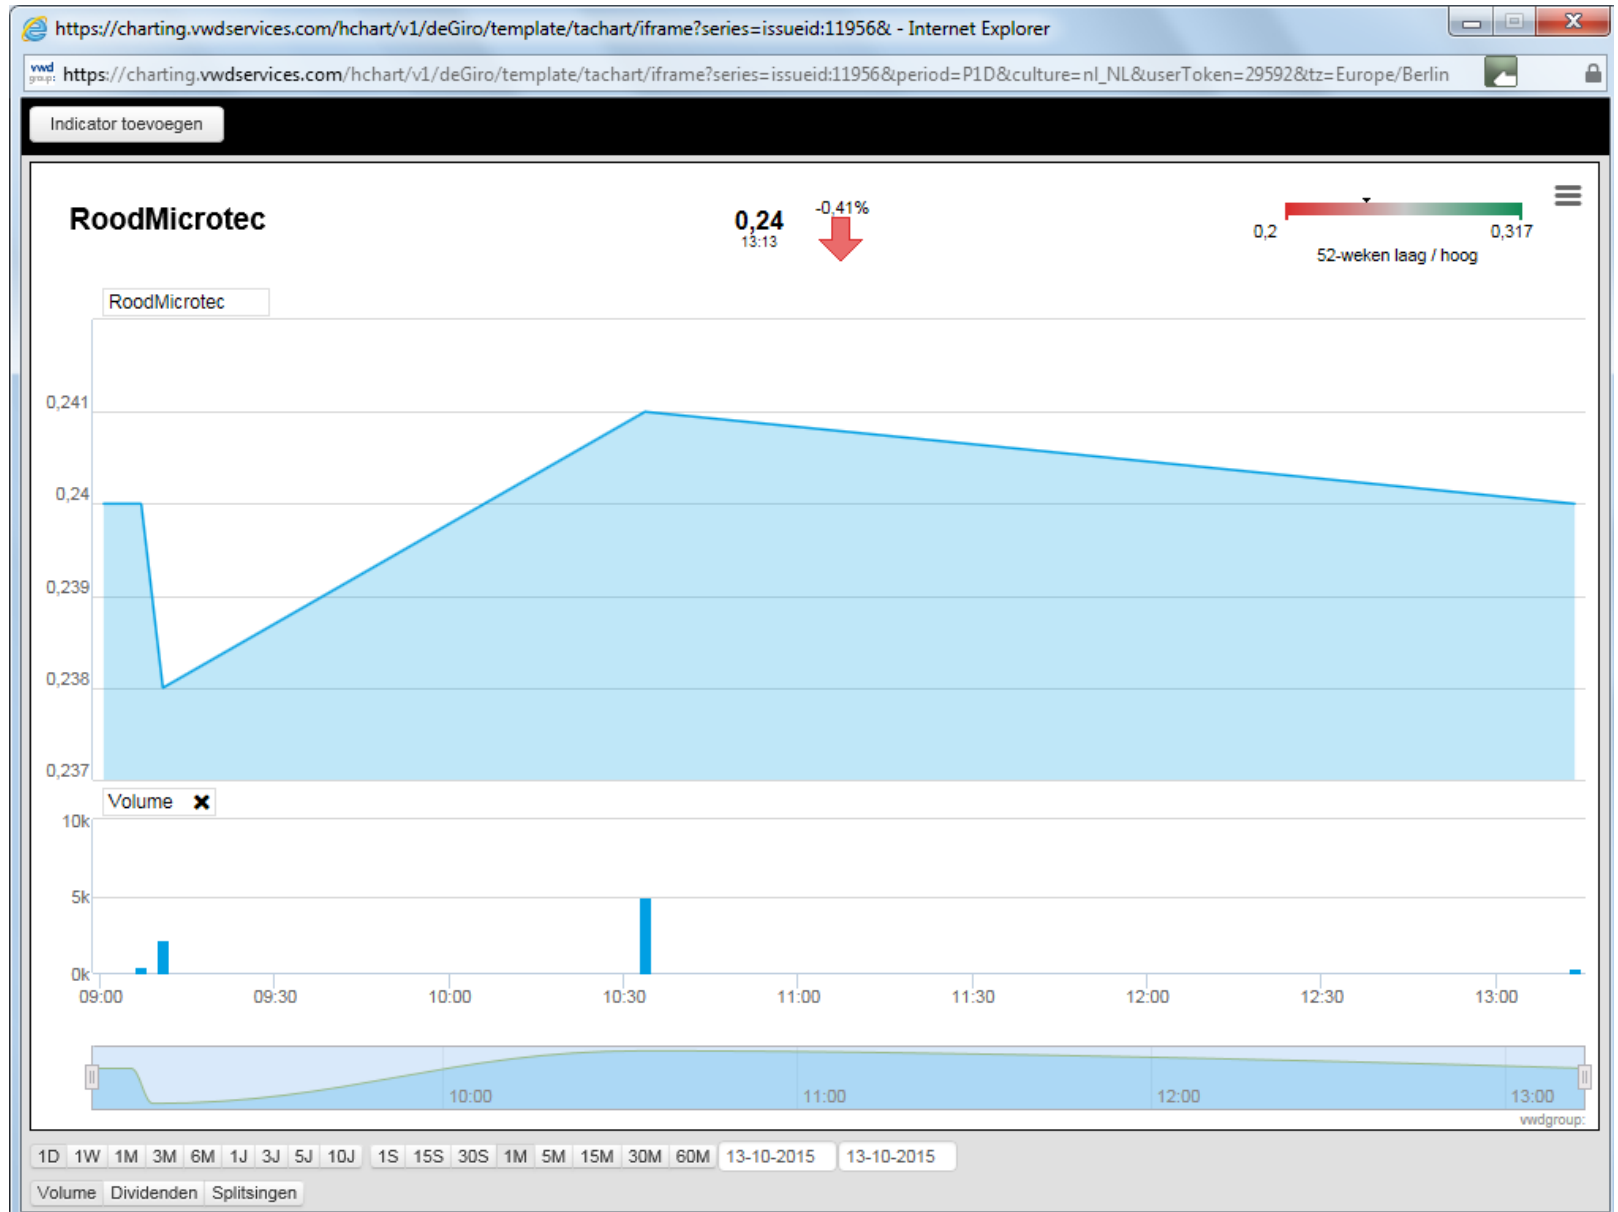 https://charting.vwdservices.com/hchart/v1/deGiro/template/tachart/iframe?series=issueid:11956& - Internet Explorer
vwd group: https://charting.vwdservices.com/hchart/v1/deGiro/template/tachart/iframe?series=issueid:11956&period=P1D&culture=nl_NL&userToken=29592&tz=Europe/Berlin
Indicator toevoegen
RoodMicrotec
0,24
13:13
-0,41%
0,2 0,317
52-weken laag / hoog
RoodMicrotec
0,241
0,24
0,239
0,238
0,237
Volume
10k
5k
0k
09:00 09:30 10:00 10:30 11:00 11:30 12:00 12:30 13:00
10:00 11:00 12:00 13:00
vwdgroup:
1D 1W 1M 3M 6M 1J 3J 5J 10J 1S 15S 30S 1M 5M 15M 30M 60M 13-10-2015 13-10-2015
Volume Dividenden Splitsingen